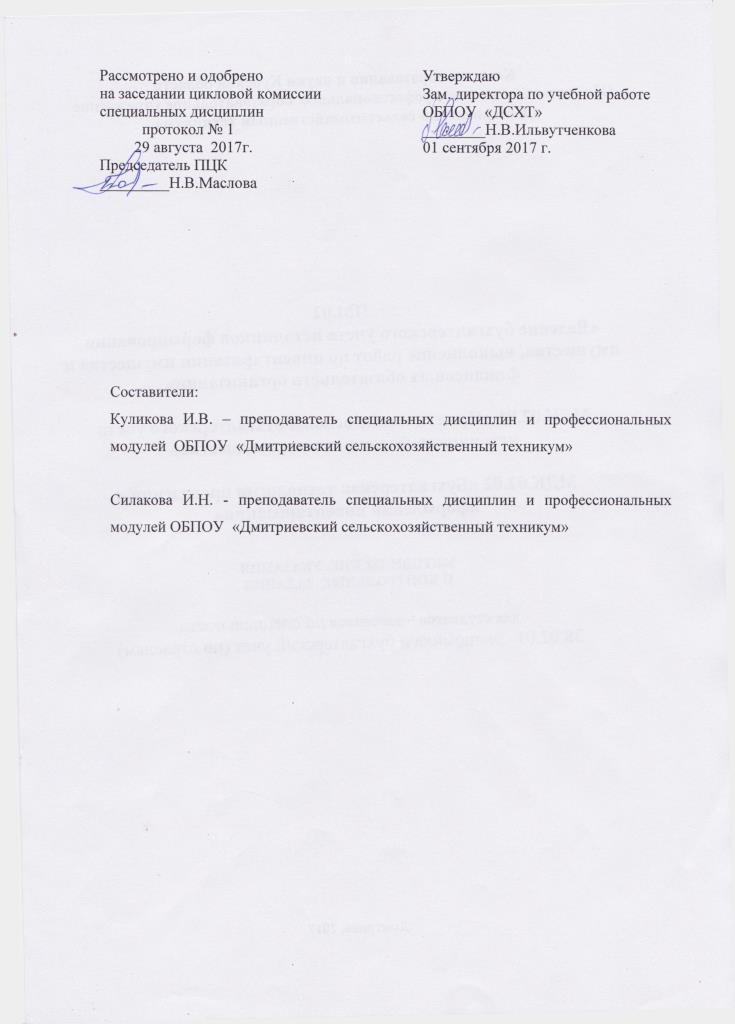 Рассмотрено и одобрено
на заседании цикловой комиссии
специальных дисциплин
протокол № 1
29 августа 2017г.
Председатель ПЦК
_________Н.В.Маслова
Утверждаю
Зам. директора по учебной работе
ОБПОУ «ДСХТ»
________Н.В.Ильвутченкова
01 сентября 2017 г.
Составители:
Куликова И.В. – преподаватель специальных дисциплин и профессиональных
модулей ОБПОУ «Дмитриевский сельскохозяйственный техникум»
Силакова И.Н. - преподаватель специальных дисциплин и профессиональных
модулей ОБПОУ «Дмитриевский сельскохозяйственный техникум»